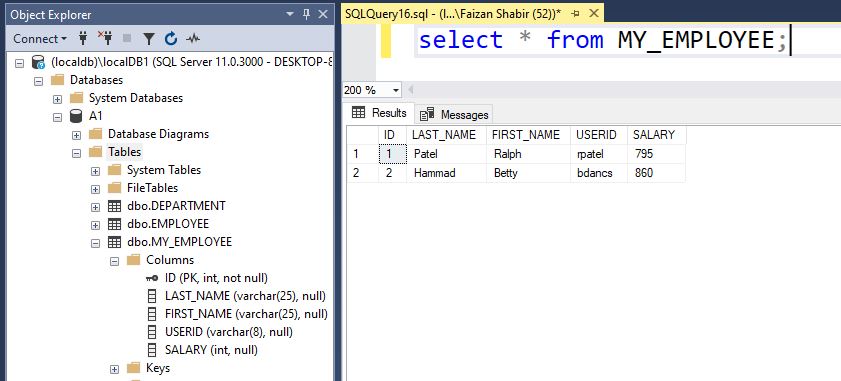 Object Explorer
Connect
(localdb)\localDB1 (SQL Server 11.0.3000 - DESKTOP-8
Databases
System Databases
A1
Database Diagrams
Tables
System Tables
FileTables
dbo.DEPARTMENT
dbo.EMPLOYEE
dbo.MY_EMPLOYEE
Columns
ID (PK, int, not null)
LAST_NAME (varchar(25), null)
FIRST_NAME (varchar(25), null)
USERID (varchar(8), null)
SALARY (int, null)
Keys
SQLQuery16.sql - (l...\Faizan Shabir (52))*
select * from MY_EMPLOYEE;
200 %
Results Messages
ID LAST_NAME FIRST_NAME USERID SALARY
1 1 Patel Ralph rpatel 795
2 2 Hammad Betty bdancs 860